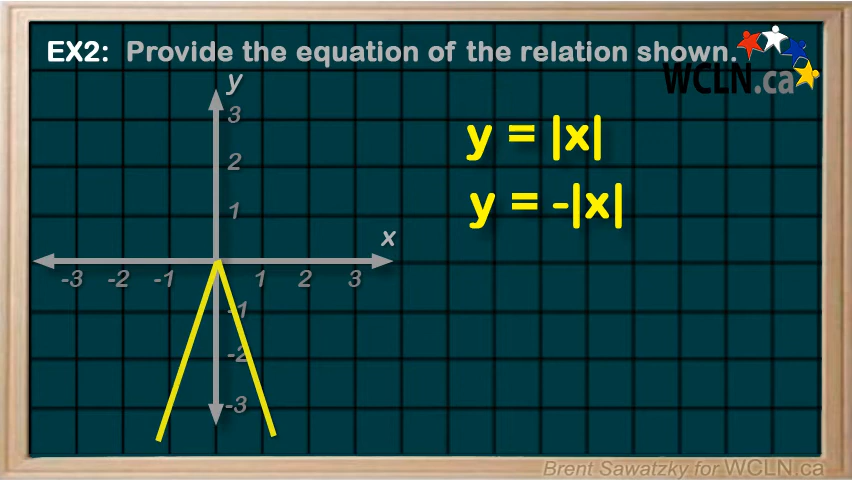 EX2: Provide the equation of the relation shown.
WCLN.ca
y
3
2
1
x
-3 -2 -1 1 2 3
-1
-2
-3
y = |x|
y = -|x|
Brent Sawatzky for WCLN.ca